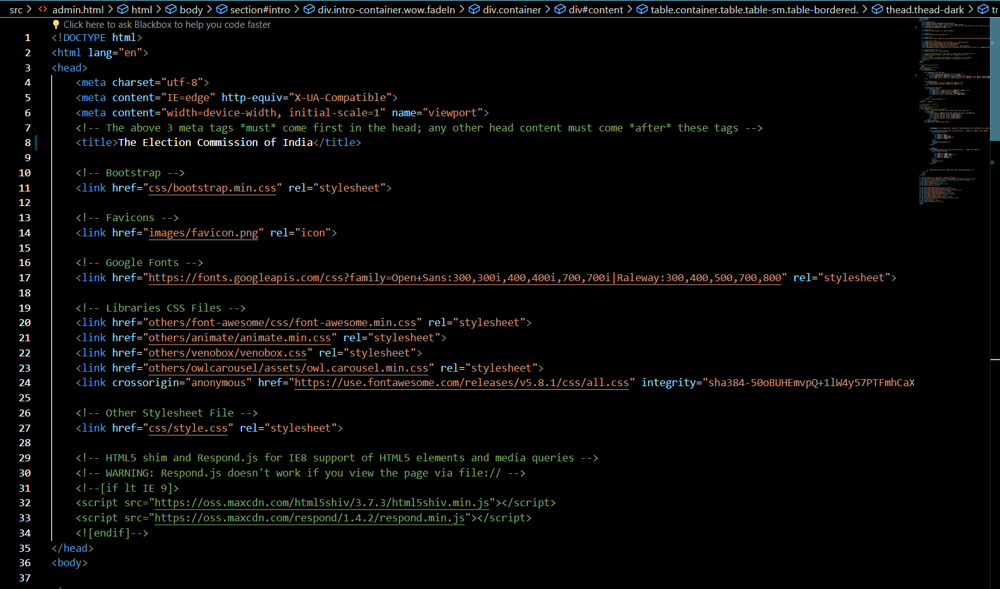 src > admin.html > html > body > section#intro > div.intro-container.wow.fadeIn > div.container > div#content > table.container.table.table-sm.table-bordered. > thead.thead-dark > tr
Click here to ask Blackbox to help you code faster
1 <!DOCTYPE html>
2 <html lang="en">
3 <head>
4 <meta charset="utf-8">
5 <meta content="IE=edge" http-equiv="X-UA-Compatible">
6 <meta content="width=device-width, initial-scale=1" name="viewport">
7 <!-- The above 3 meta tags *must* come first in the head; any other head content must come *after* these tags -->
8 <title>The Election Commission of India</title>
9
10 <!-- Bootstrap -->
11 <link href="css/bootstrap.min.css" rel="stylesheet">
12
13 <!-- Favicons -->
14 <link href="images/favicon.png" rel="icon">
15
16 <!-- Google Fonts -->
17 <link href="https://fonts.googleapis.com/css?family=Open+Sans:300,300i,400,400i,700,700i|Raleway:300,400,500,700,800" rel="stylesheet">
18
19 <!-- Libraries CSS Files -->
20 <link href="others/font-awesome/css/font-awesome.min.css" rel="stylesheet">
21 <link href="others/animate/animate.min.css" rel="stylesheet">
22 <link href="others/venobox/venobox.css" rel="stylesheet">
23 <link href="others/owlcarousel/assets/owl.carousel.min.css" rel="stylesheet">
24 <link crossorigin="anonymous" href="https://use.fontawesome.com/releases/v5.8.1/css/all.css" integrity="sha384-50oBUHEmvpQ+1lW4y57PTFmhCaX
25
26 <!-- Other Stylesheet File -->
27 <link href="css/style.css" rel="stylesheet">
28
29 <!-- HTML5 shim and Respond.js for IE8 support of HTML5 elements and media queries -->
30 <!-- WARNING: Respond.js doesn't work if you view the page via file:// -->
31 <!--[if lt IE 9]>
32 <script src="https://oss.maxcdn.com/html5shiv/3.7.3/html5shiv.min.js"></script>
33 <script src="https://oss.maxcdn.com/respond/1.4.2/respond.min.js"></script>
34 <![endif]-->
35 </head>
36 <body>
37